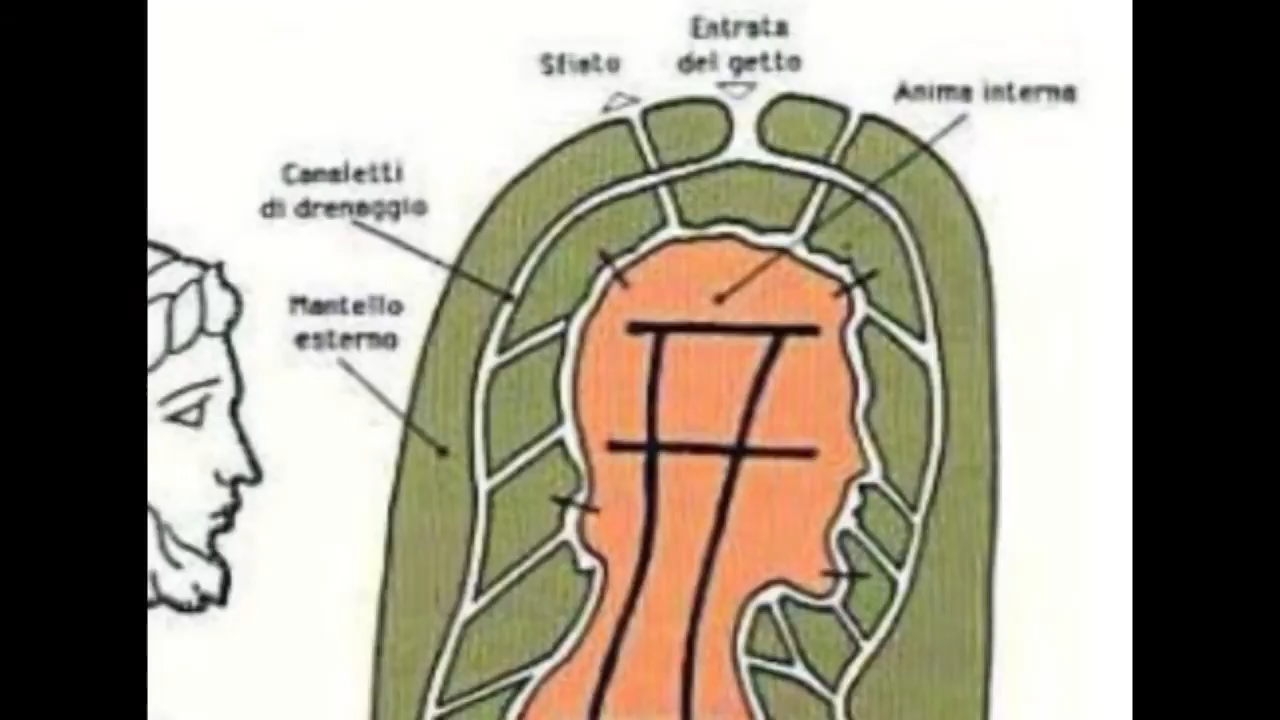 Entrata
del getto
Sfiato
Anima interna
Canaletti
di drenaggio
Mantello
esterno